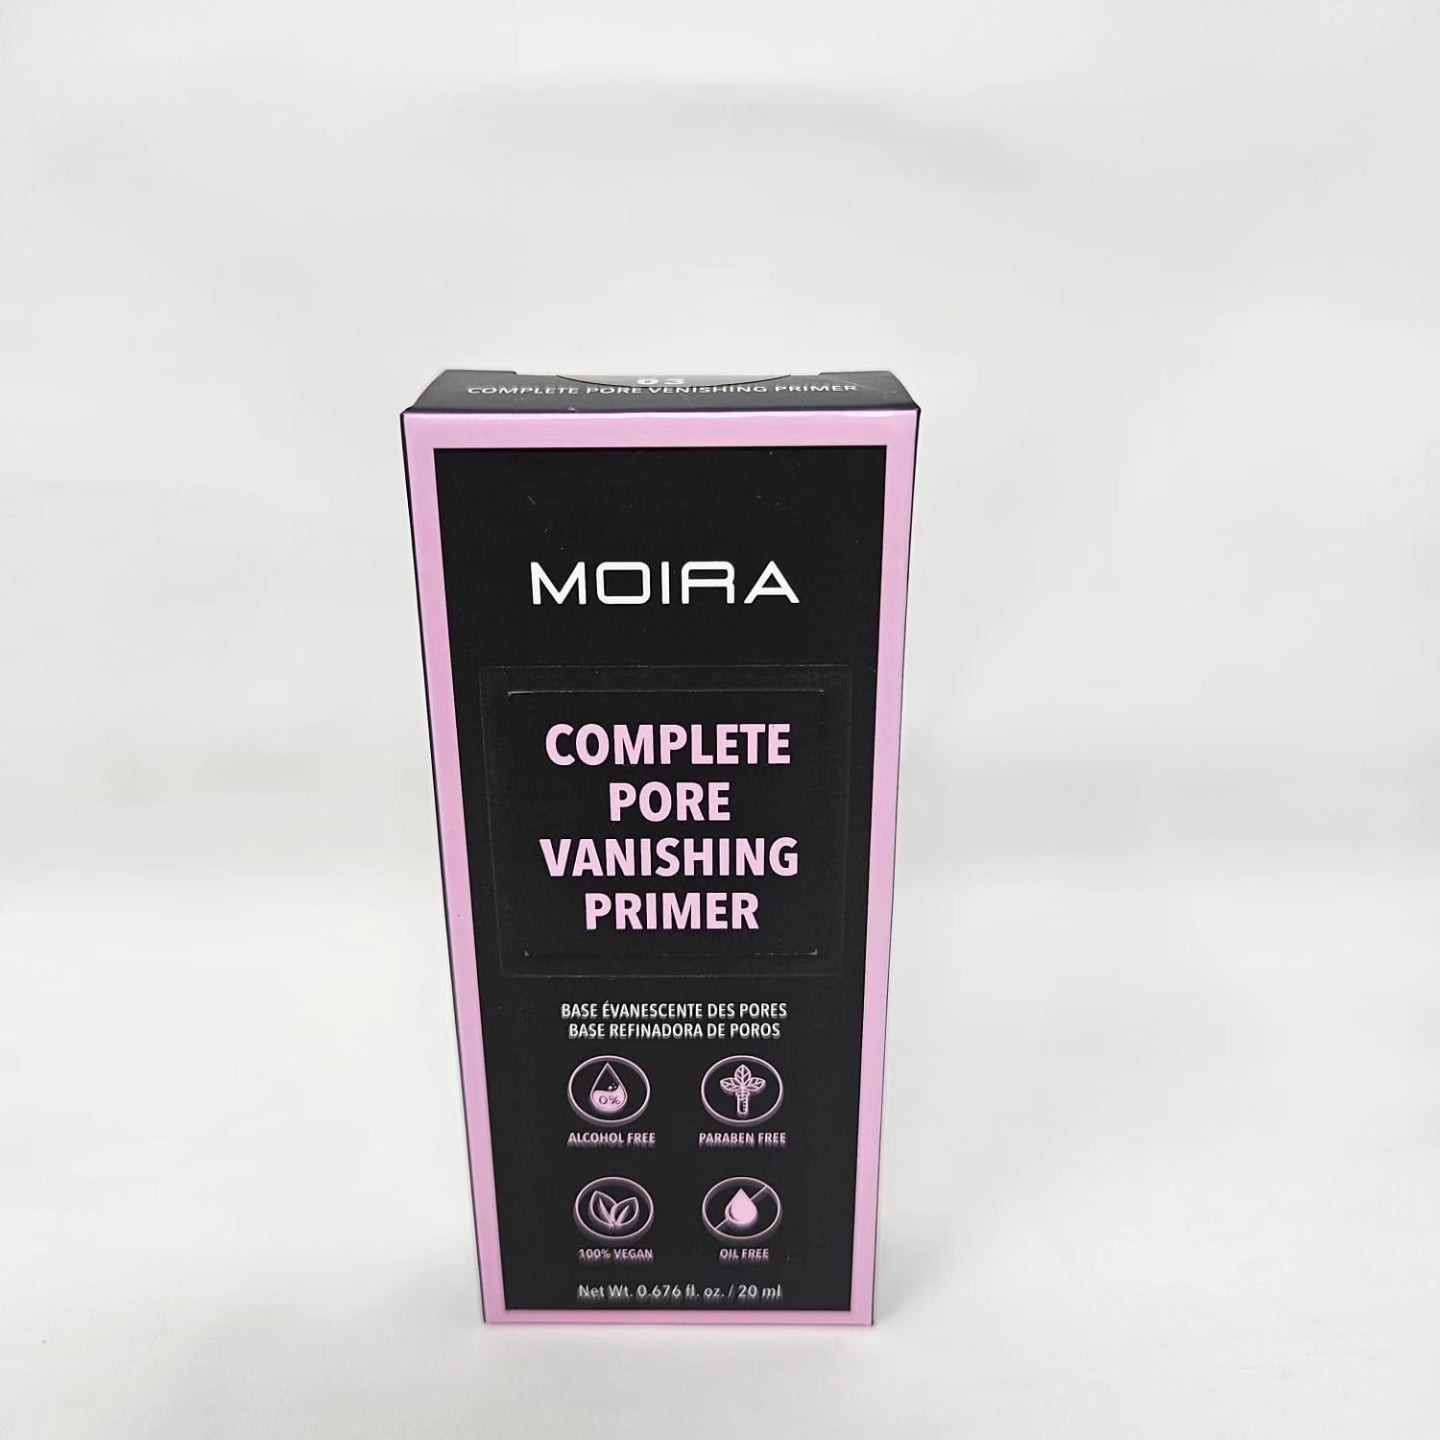 03
COMPLETE PORE VENISHING PRIMER
MOIRA
COMPLETE
PORE
VANISHING
PRIMER
BASE ÉVANESCENTE DES PORES
BASE REFINADORA DE POROS
0%
ALCOHOL FREE
PARABEN FREE
100% VEGAN
OIL FREE
Net Wt. 0.676 fl. oz. / 20 ml